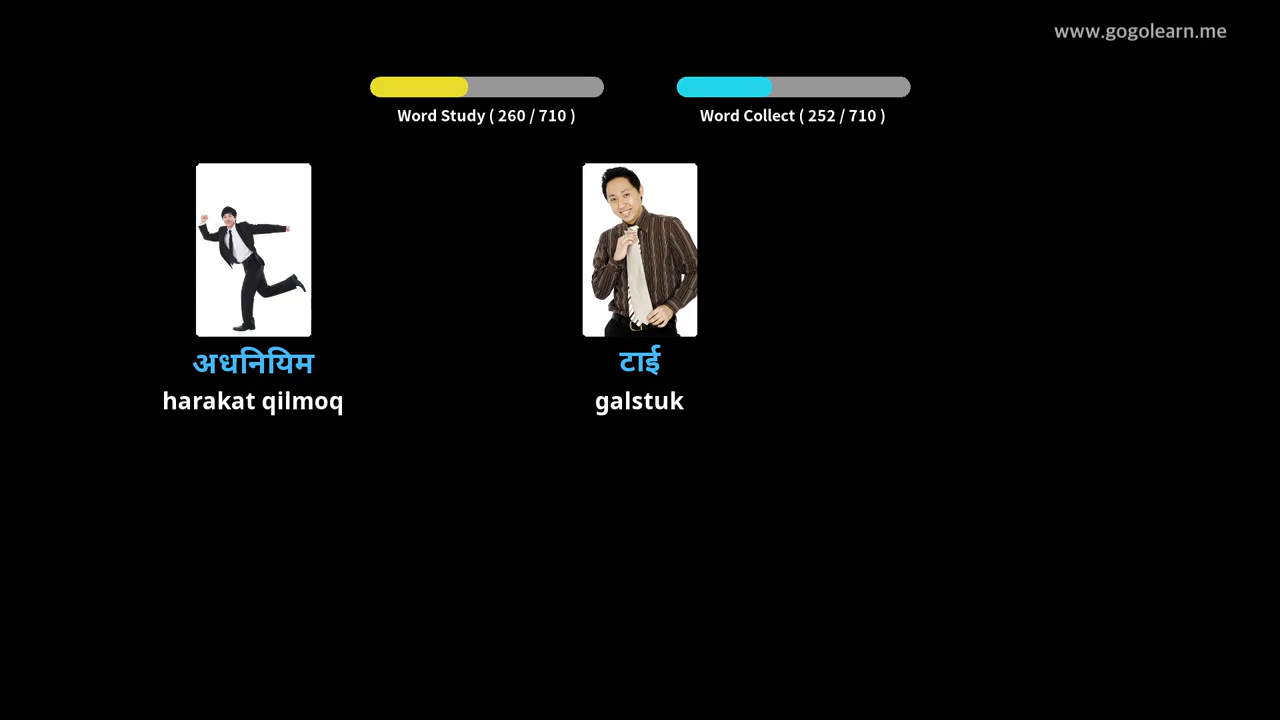 www.gogolearn.me
Word Study ( 260 / 710 )
Word Collect ( 252 / 710 )
अधनियिम
टाई
harakat qilmoq
galstuk